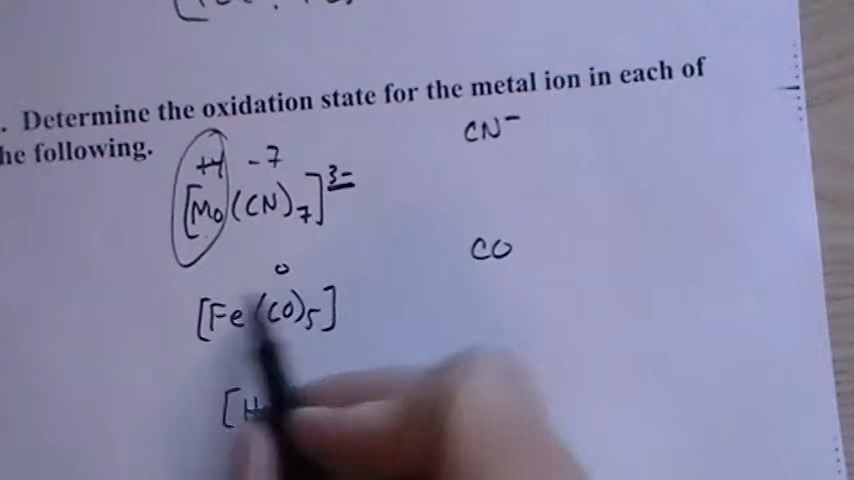 . Determine the oxidation state for the metal ion in each of
he following.
CN⁻
+4 -7
[Mo(CN)₇]³⁻
CO
0
[Fe(CO)₅]
[H